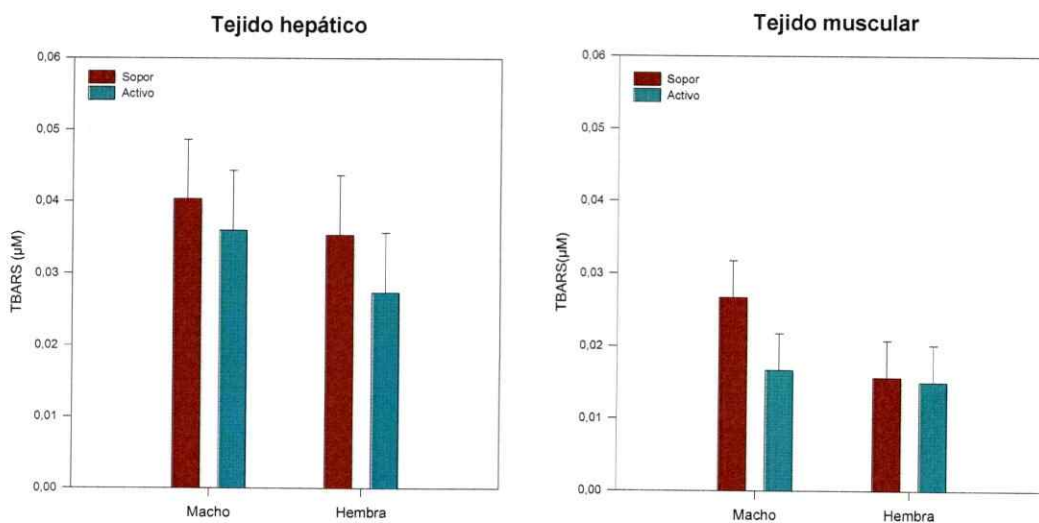 Tejido hepático
0,06
0,05
0,04
0,03
0,02
0,01
0,00
TBARS (µM)
Sopor
Activo
Macho Hembra
Tejido muscular
0,06
0,05
0,04
0,03
0,02
0,01
0,00
TBARS(µM)
Sopor
Activo
Macho Hembra